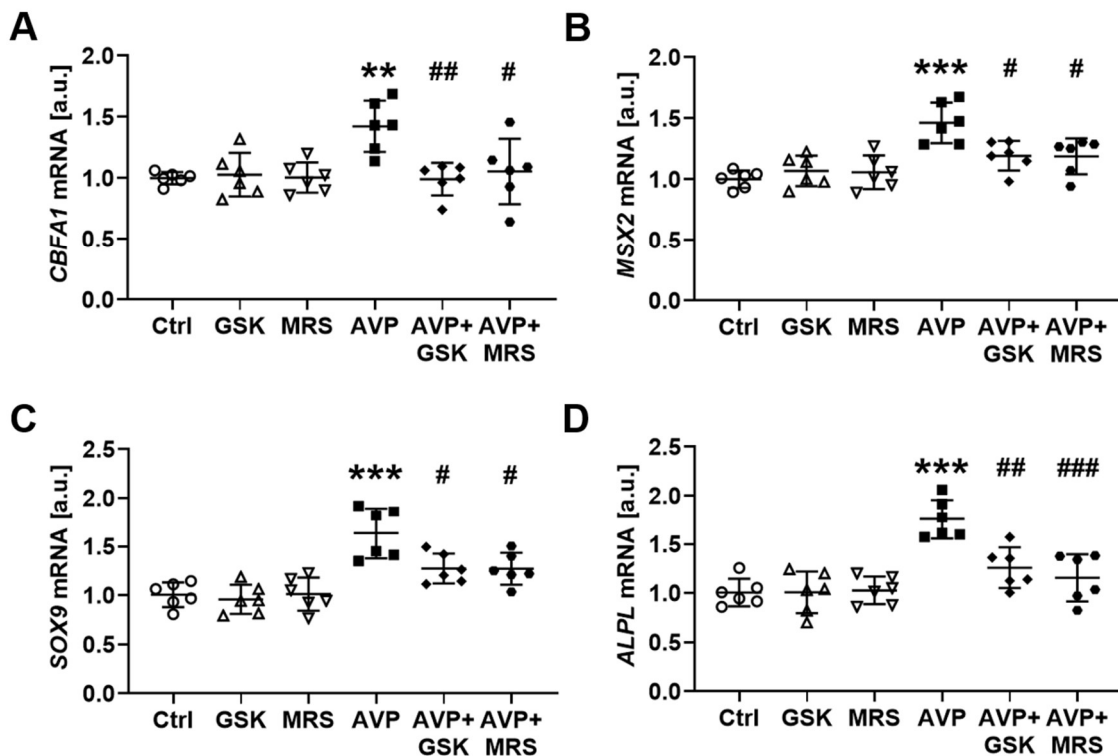 A
CBFA1 mRNA [a.u.]
2.0
1.5
1.0
0.5
0.0
** ## #
Ctrl GSK MRS AVP AVP+ AVP+
GSK MRS
B
MSX2 mRNA [a.u.]
2.0
1.5
1.0
0.5
0.0
*** # #
Ctrl GSK MRS AVP AVP+ AVP+
GSK MRS
C
SOX9 mRNA [a.u.]
2.5
2.0
1.5
1.0
0.5
0.0
*** # #
Ctrl GSK MRS AVP AVP+ AVP+
GSK MRS
D
ALPL mRNA [a.u.]
2.5
2.0
1.5
1.0
0.5
0.0
*** ## ###
Ctrl GSK MRS AVP AVP+ AVP+
GSK MRS